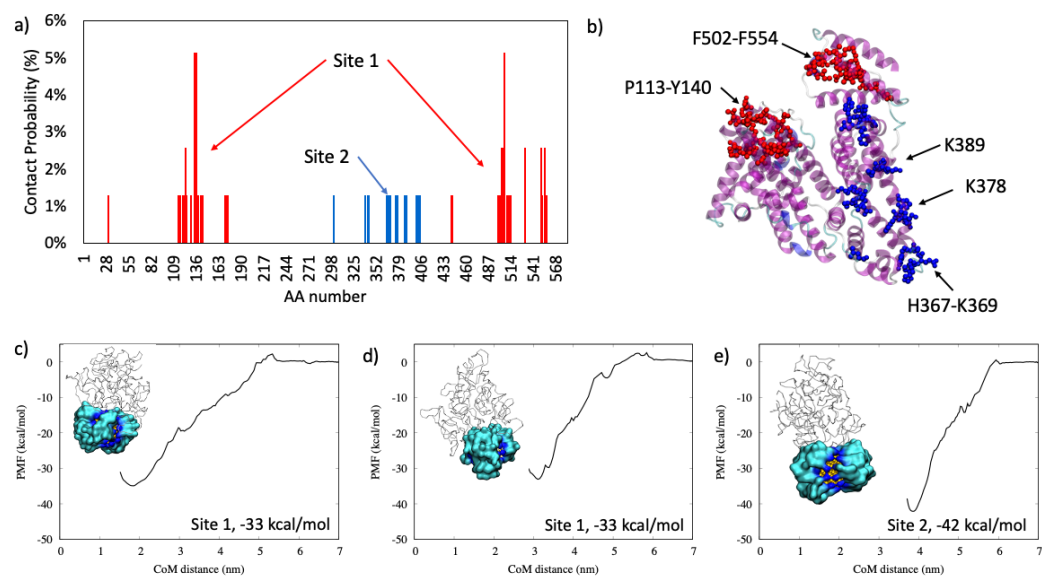 a)
6%
5%
4%
3%
2%
1%
0%
Contact Probability (%)
Site 1
Site 2
1 28 55 82 109 136 163 190 217 244 271 298 325 352 379 406 433 460 487 514 541 568
AA number
b)
F502-F554
P113-Y140
K389
K378
H367-K369
c)
0
-10
-20
-30
-40
-50
PMF (kcal/mol)
Site 1, -33 kcal/mol
0 1 2 3 4 5 6 7
CoM distance (nm)
d)
0
-10
-20
-30
-40
-50
PMF (kcal/mol)
Site 1, -33 kcal/mol
0 1 2 3 4 5 6 7
CoM distance (nm)
e)
0
-10
-20
-30
-40
-50
PMF (kcal/mol)
Site 2, -42 kcal/mol
0 1 2 3 4 5 6 7
CoM distance (nm)